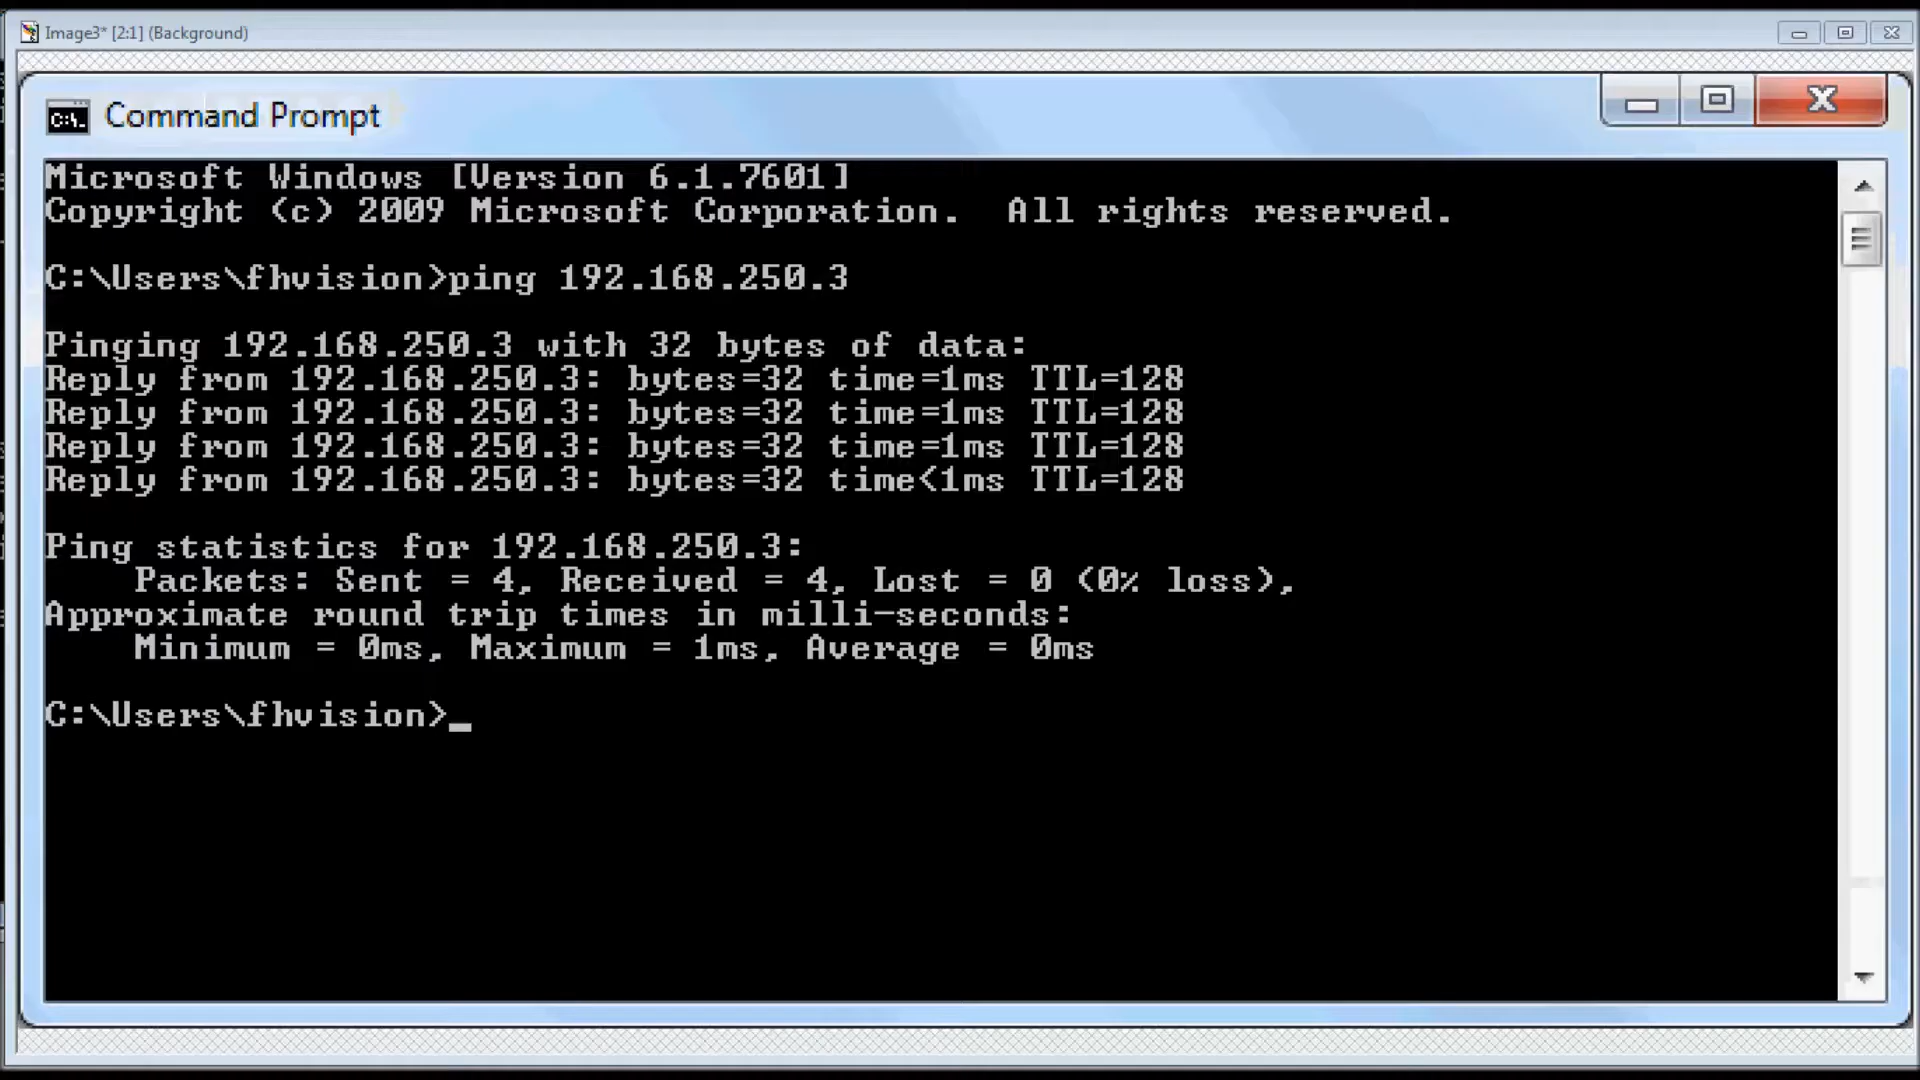 Image3* [2:1] (Background)
Command Prompt
Microsoft Windows [Version 6.1.7601]
Copyright (c) 2009 Microsoft Corporation.  All rights reserved.
C:\Users\fhvision>ping 192.168.250.3
Pinging 192.168.250.3 with 32 bytes of data:
Reply from 192.168.250.3: bytes=32 time=1ms TTL=128
Reply from 192.168.250.3: bytes=32 time=1ms TTL=128
Reply from 192.168.250.3: bytes=32 time=1ms TTL=128
Reply from 192.168.250.3: bytes=32 time<1ms TTL=128
Ping statistics for 192.168.250.3:
    Packets: Sent = 4, Received = 4, Lost = 0 (0% loss),
Approximate round trip times in milli-seconds:
    Minimum = 0ms, Maximum = 1ms, Average = 0ms
C:\Users\fhvision>_